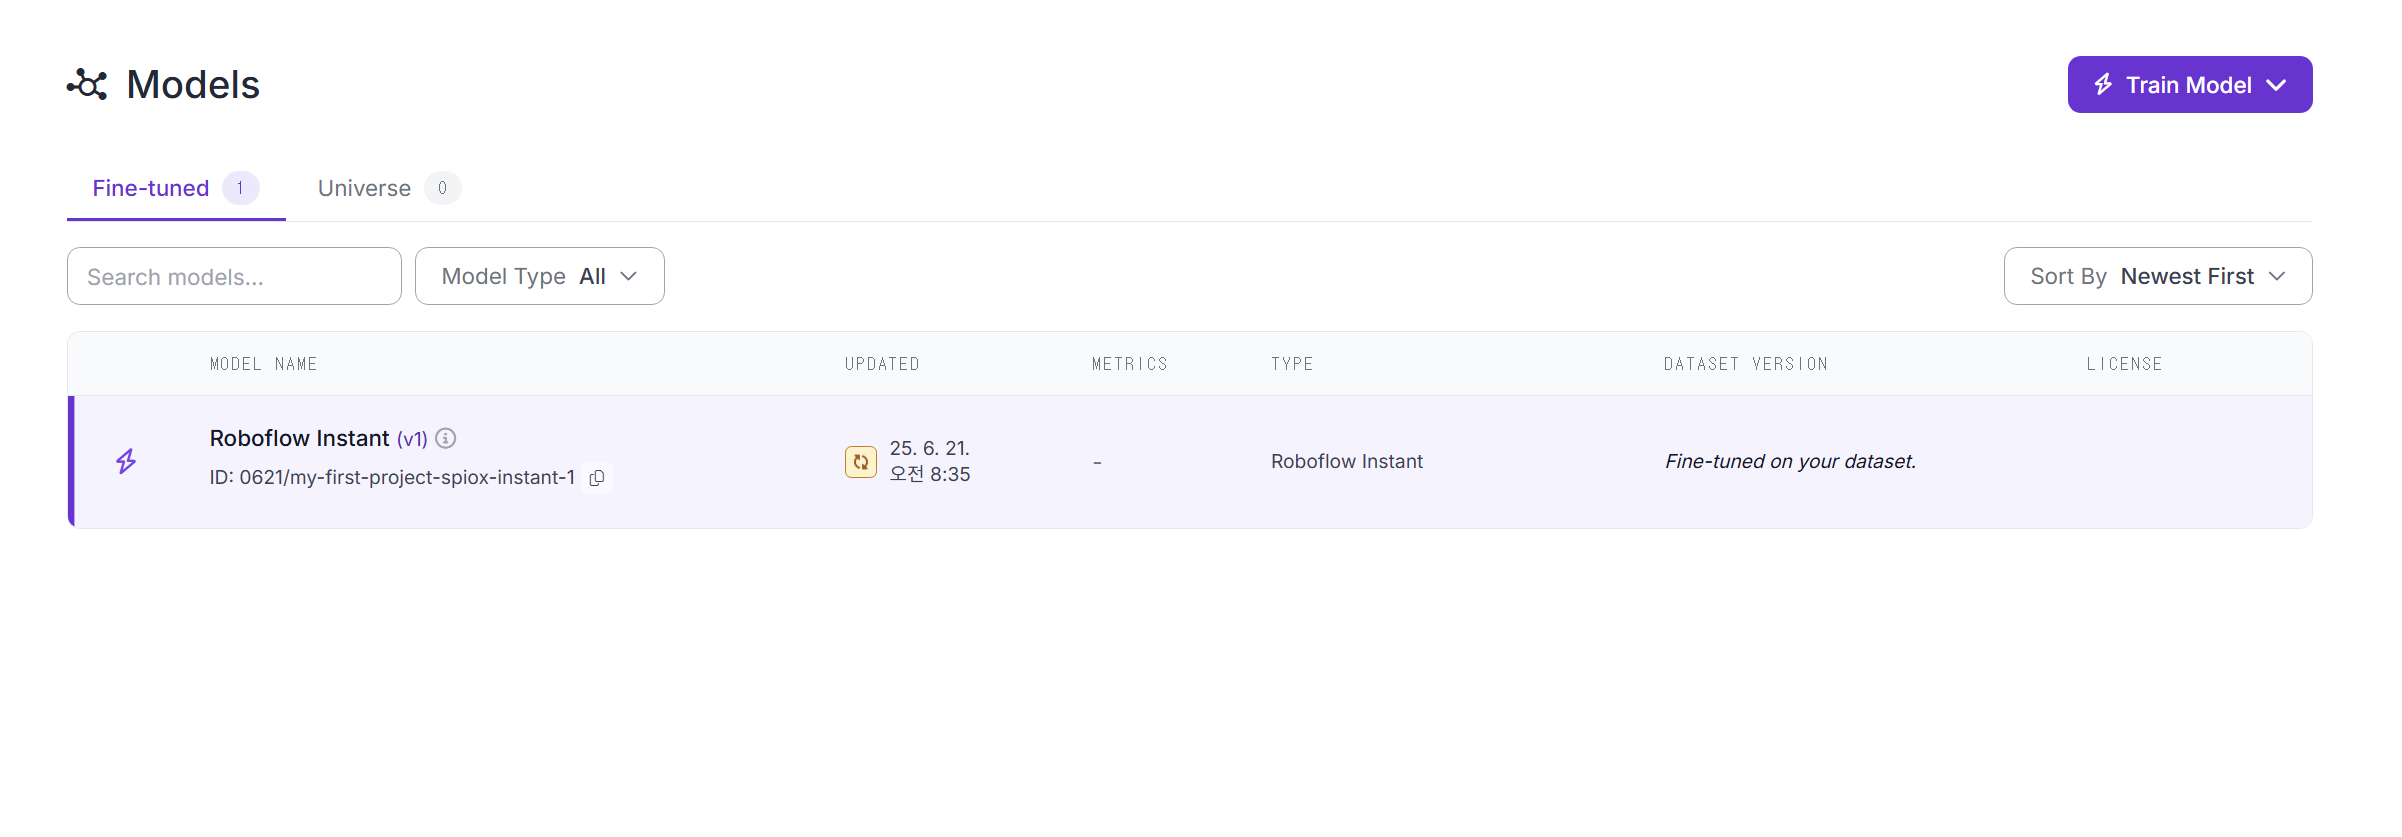 Models
Train Model
Fine-tuned 1
Universe 0
Search models...
Model Type All
Sort By Newest First
MODEL NAME
UPDATED
METRICS
TYPE
DATASET VERSION
LICENSE
Roboflow Instant (v1)
ID: 0621/my-first-project-spiox-instant-1
25. 6. 21.
오전 8:35
-
Roboflow Instant
Fine-tuned on your dataset.